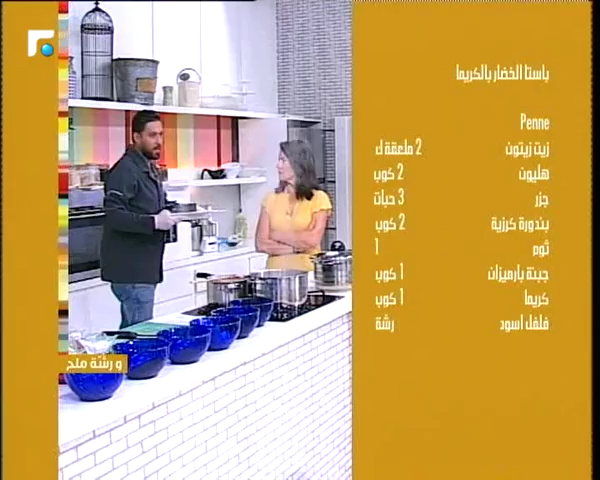 باستا الخضار بالكريما
Penne
زيت زيتون 2 ملعقة ك
هليون 2 كوب
جزر 3 حبات
بندورة كرزية 2 كوب
ثوم 1
جبنة بارميزان 1 كوب
كريما 1 كوب
فلفل اسود رشة
و رشّة ملح